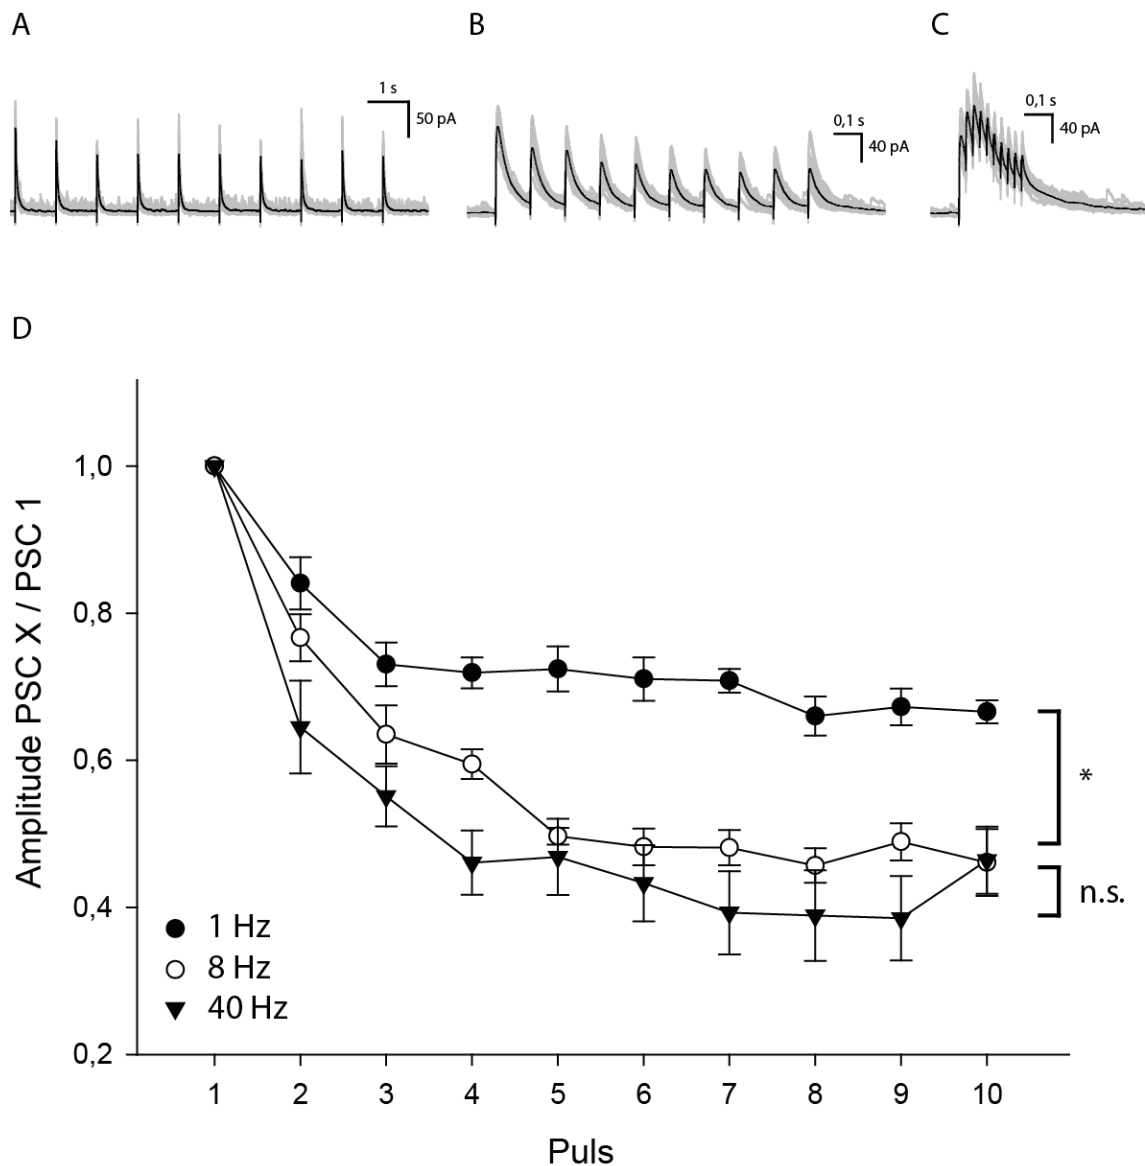 A
B
C
1 s
50 pA
0,1 s
40 pA
0,1 s
40 pA
D
Amplitude PSC X / PSC 1
1,0
0,8
0,6
0,4
0,2
*
n.s.
1 Hz
8 Hz
40 Hz
1 2 3 4 5 6 7 8 9 10
Puls